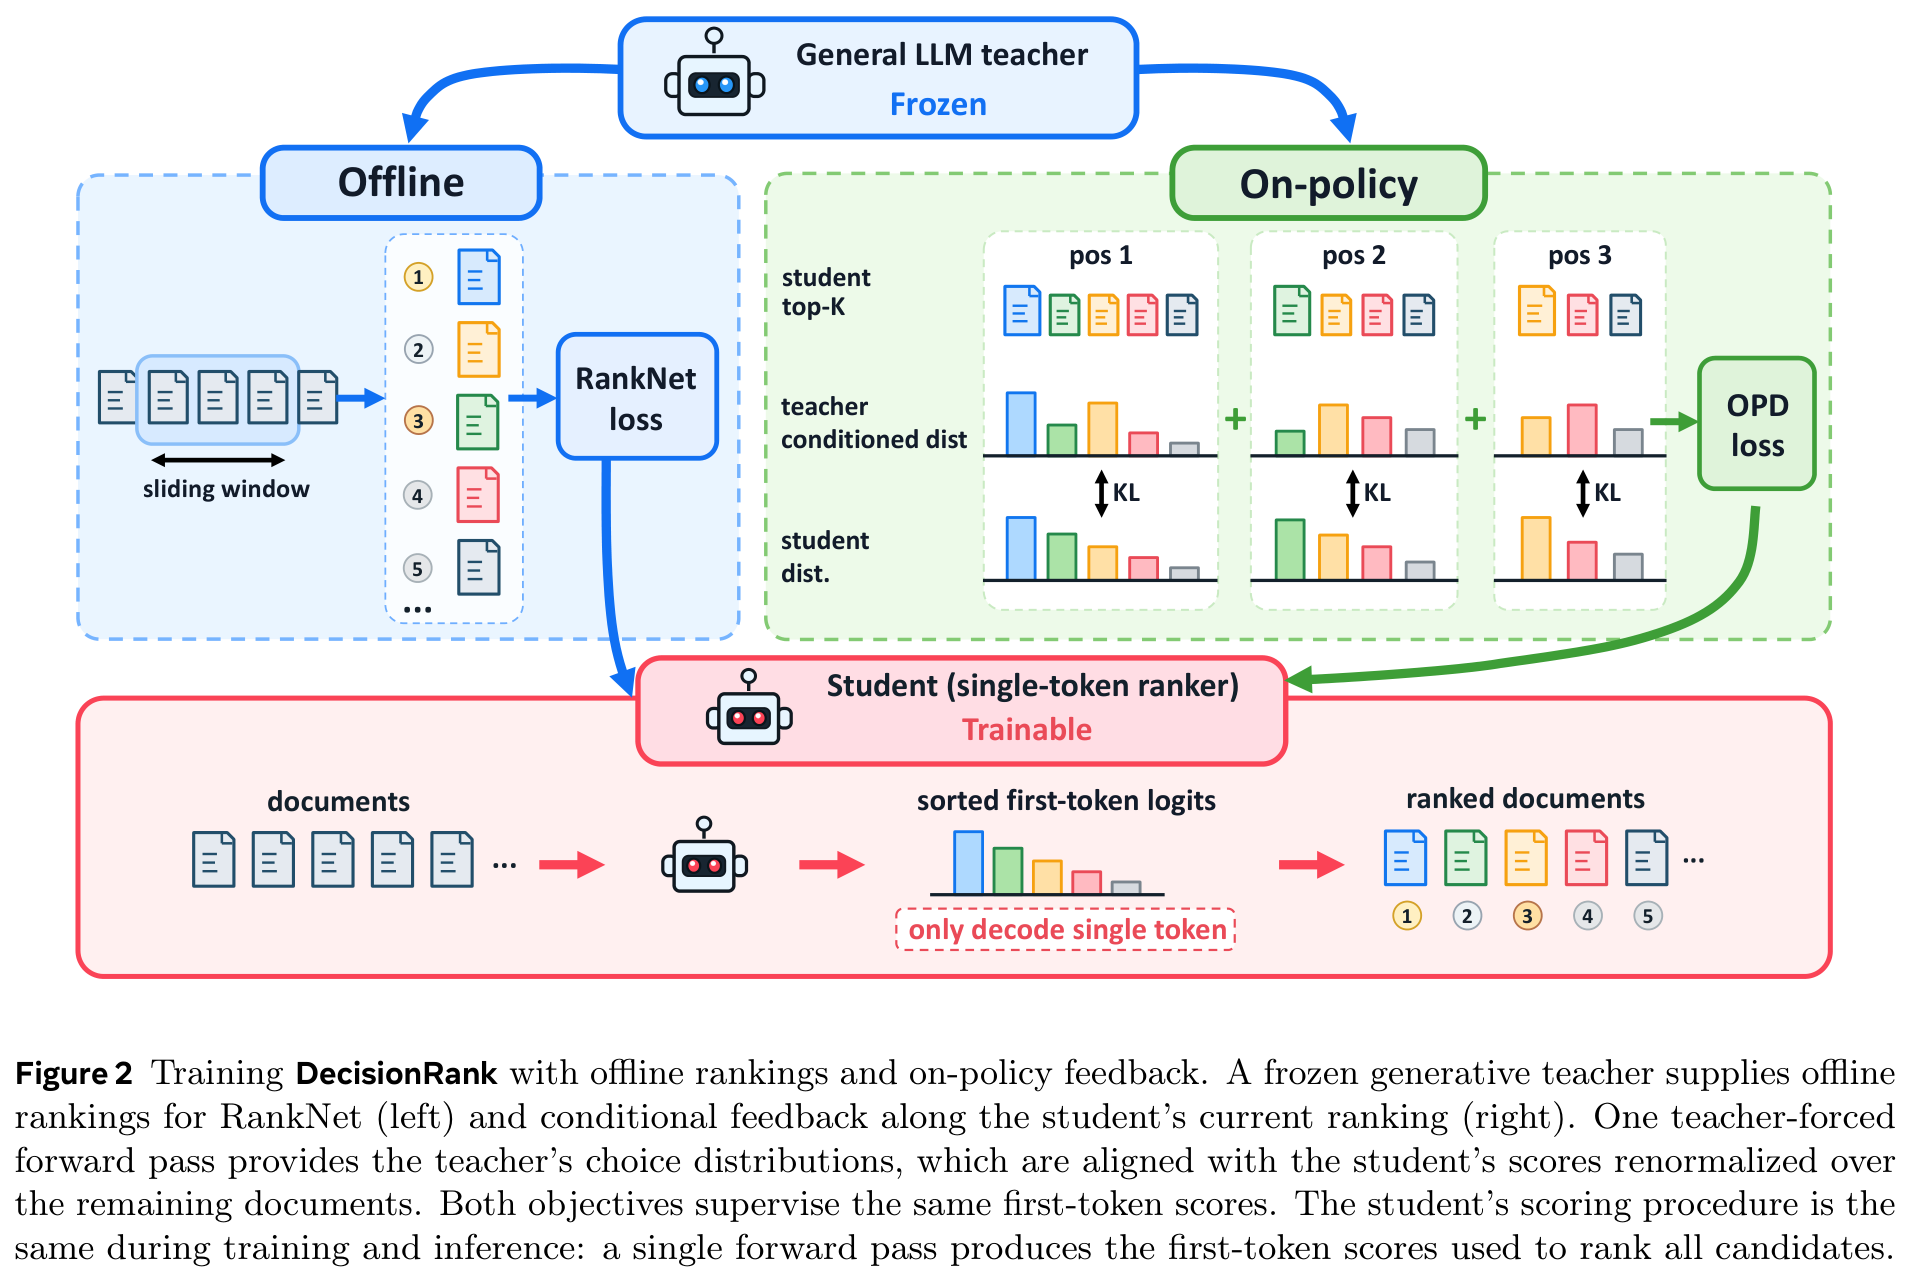 General LLM teacher
Frozen
Offline
1
2
3
4
5
...
sliding window
RankNet
loss
On-policy
pos 1
pos 2
pos 3
student
top-K
teacher
conditioned dist
+
+
KL
KL
KL
student
dist.
OPD
loss
Student (single-token ranker)
Trainable
documents
...
sorted first-token logits
only decode single token
ranked documents
...
1 2 3 4 5
Figure 2 Training DecisionRank with offline rankings and on-policy feedback. A frozen generative teacher supplies offline
rankings for RankNet (left) and conditional feedback along the student's current ranking (right). One teacher-forced
forward pass provides the teacher's choice distributions, which are aligned with the student's scores renormalized over
the remaining documents. Both objectives supervise the same first-token scores. The student's scoring procedure is the
same during training and inference: a single forward pass produces the first-token scores used to rank all candidates.